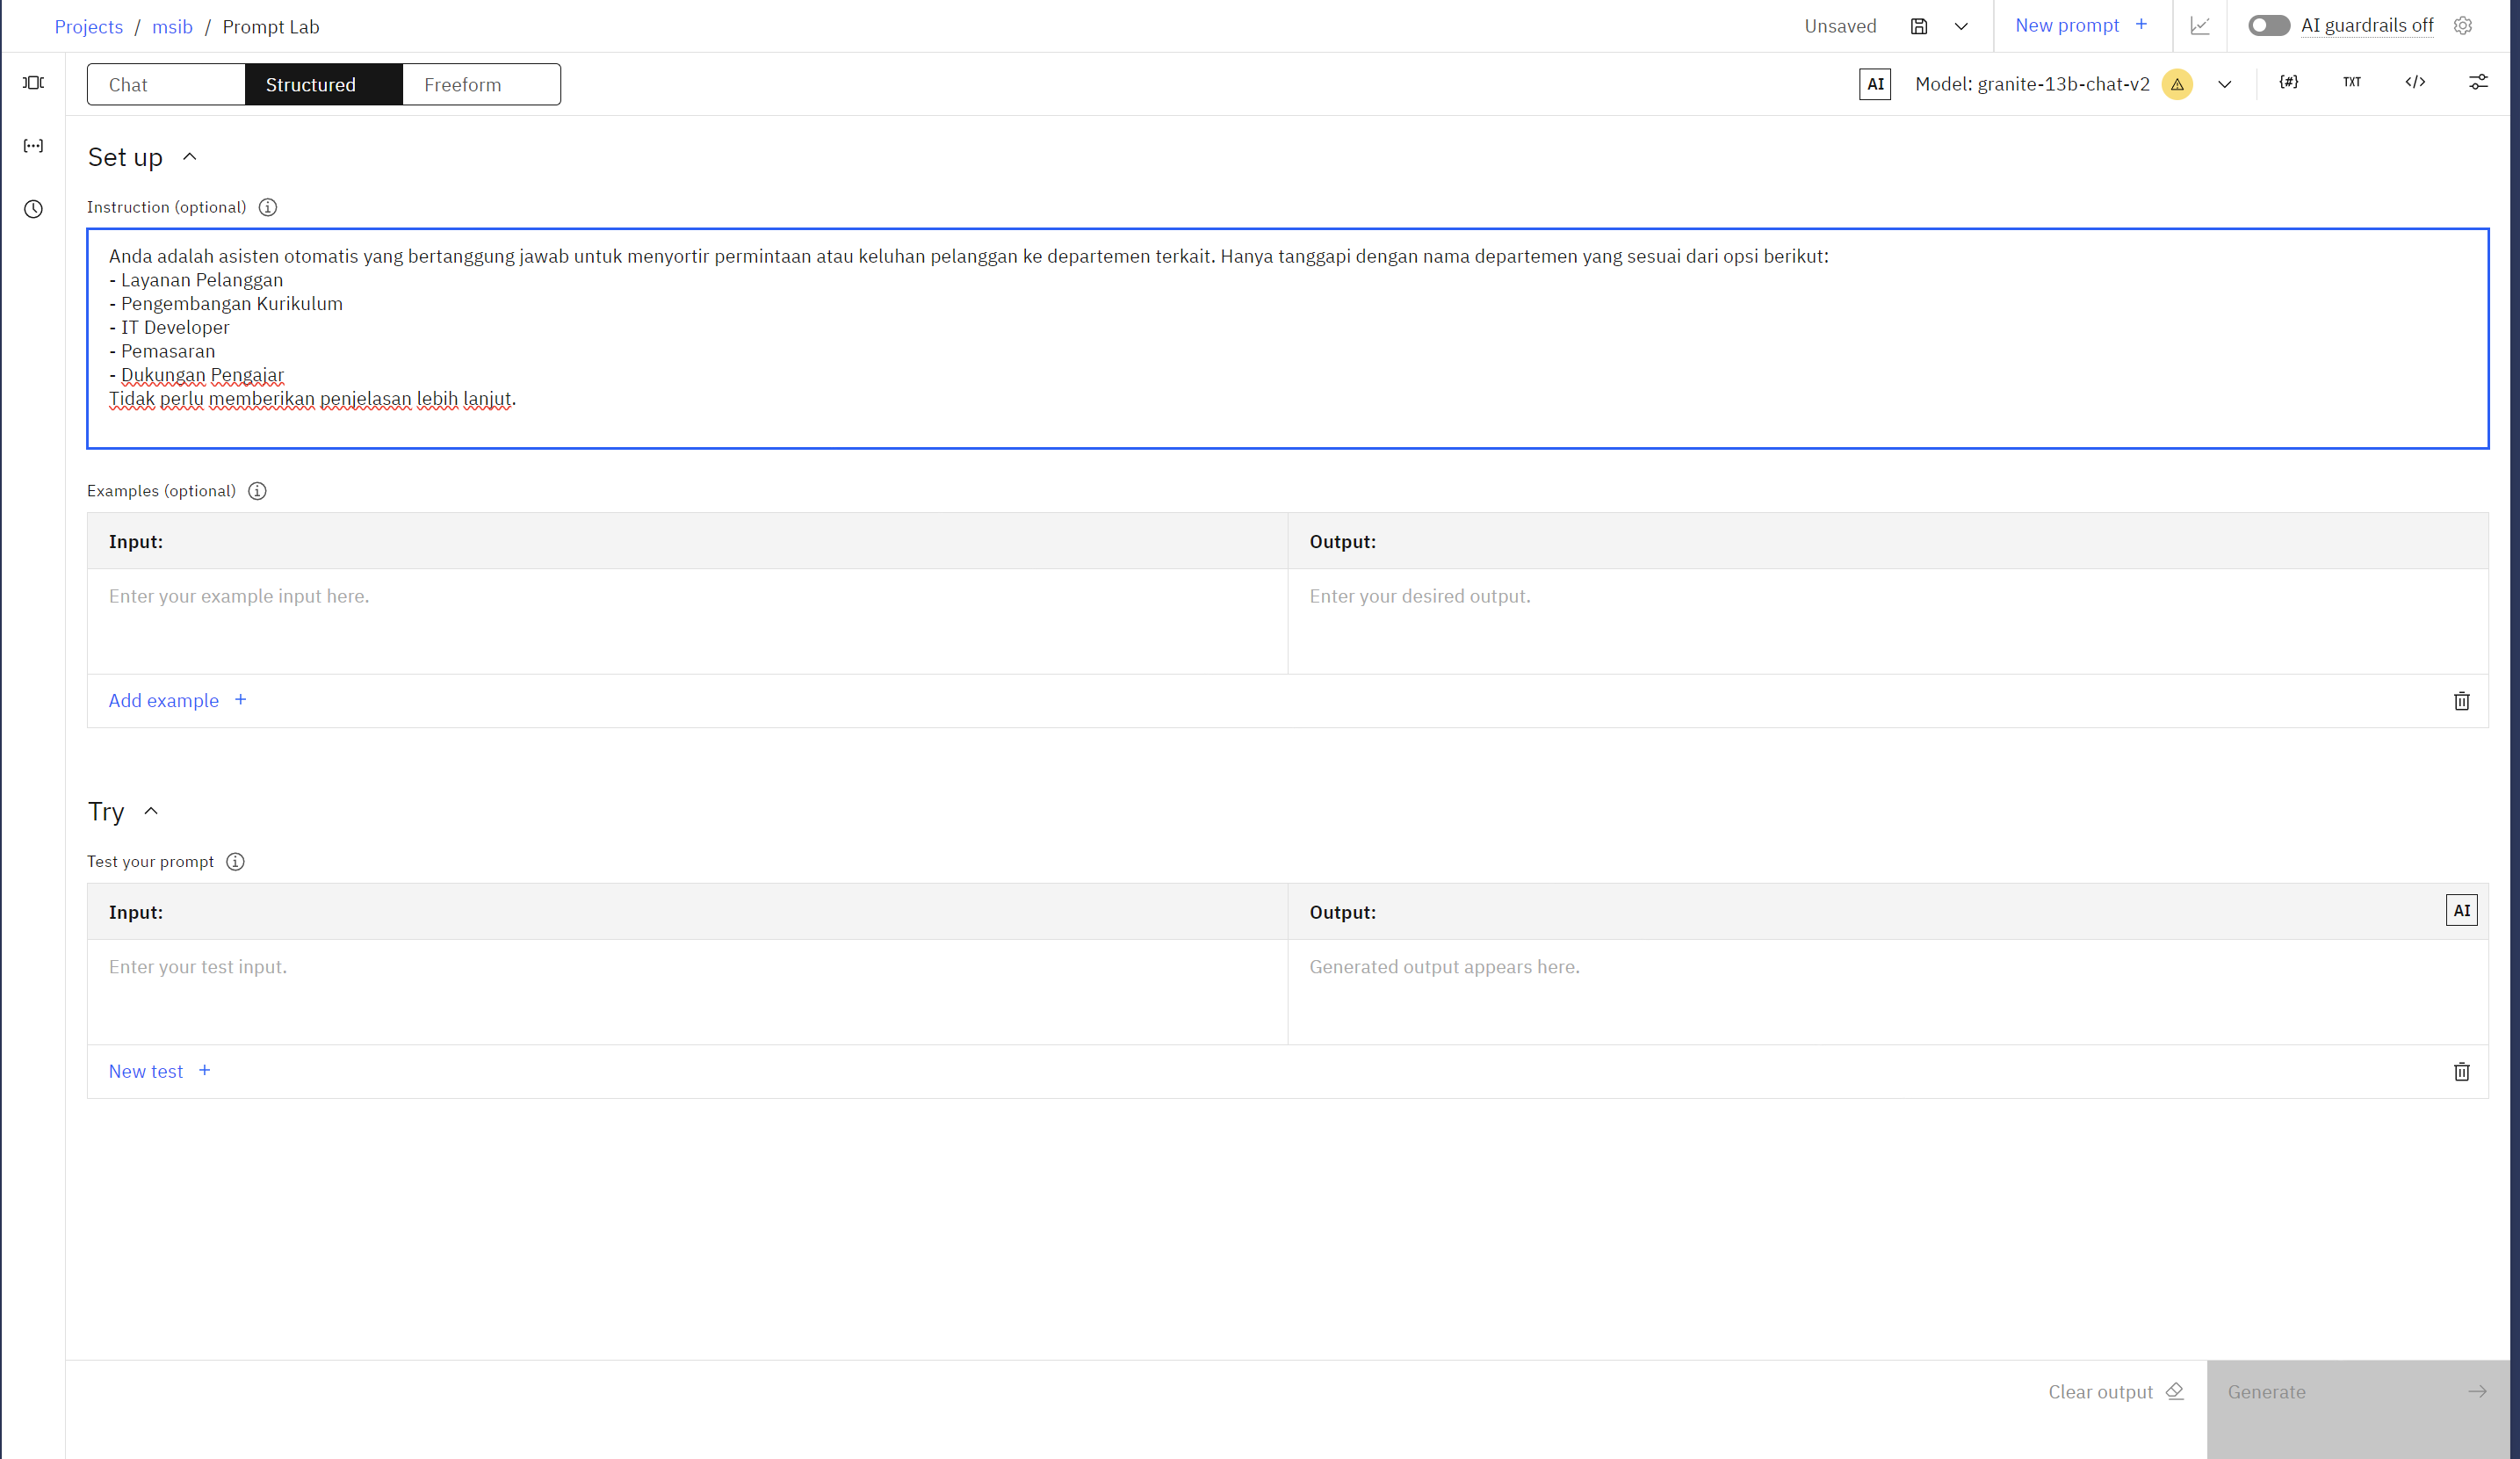 Projects / msib / Prompt Lab
Unsaved
New prompt +
AI guardrails off
Chat
Structured
Freeform
AI
Model: granite-13b-chat-v2
{#}
TXT
</>
Set up
Instruction (optional)
Anda adalah asisten otomatis yang bertanggung jawab untuk menyortir permintaan atau keluhan pelanggan ke departemen terkait. Hanya tanggapi dengan nama departemen yang sesuai dari opsi berikut:
- Layanan Pelanggan
- Pengembangan Kurikulum
- IT Developer
- Pemasaran
- Dukungan Pengajar
Tidak perlu memberikan penjelasan lebih lanjut.
Examples (optional)
Input:
Output:
Enter your example input here.
Enter your desired output.
Add example +
Try
Test your prompt
Input:
Output:
AI
Enter your test input.
Generated output appears here.
New test +
Clear output
Generate